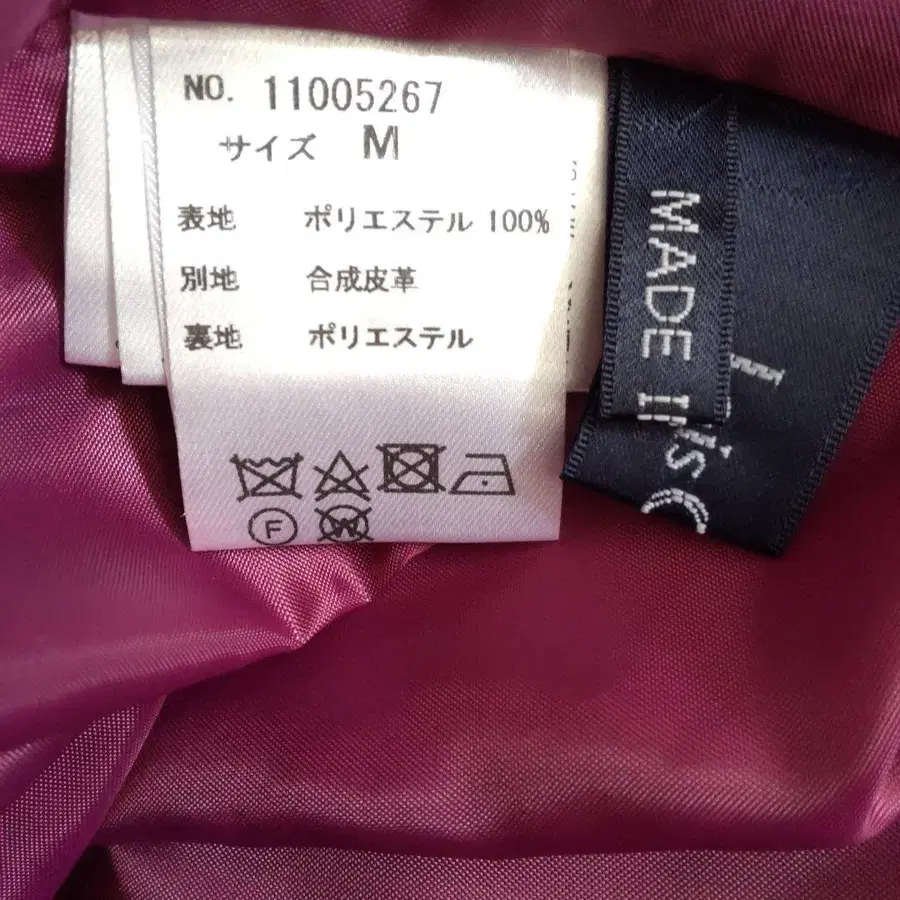 NO. 11005267
サイズ M
表地 ポリエステル 100%
別地 合成皮革
裏地 ポリエステル
F
W
MADE IN